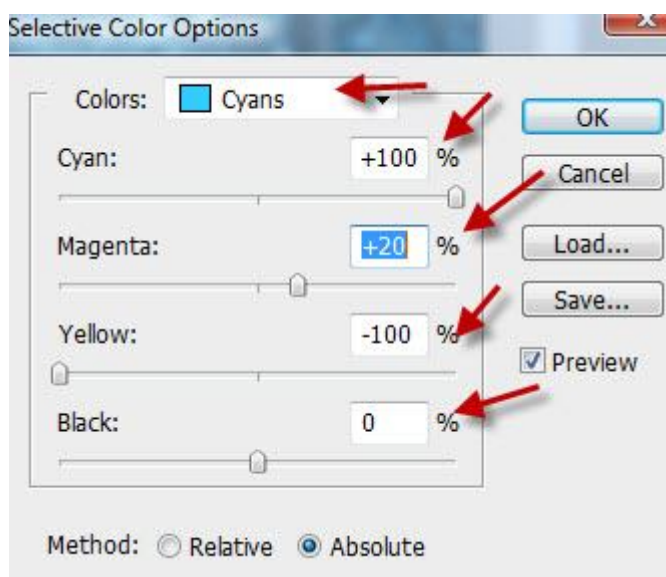 Selective Color Options
Colors: Cyans
OK
Cyan: +100 %
Cancel
Magenta: +20 %
Load...
Save...
Yellow: -100 %
Preview
Black: 0 %
Method: Relative Absolute